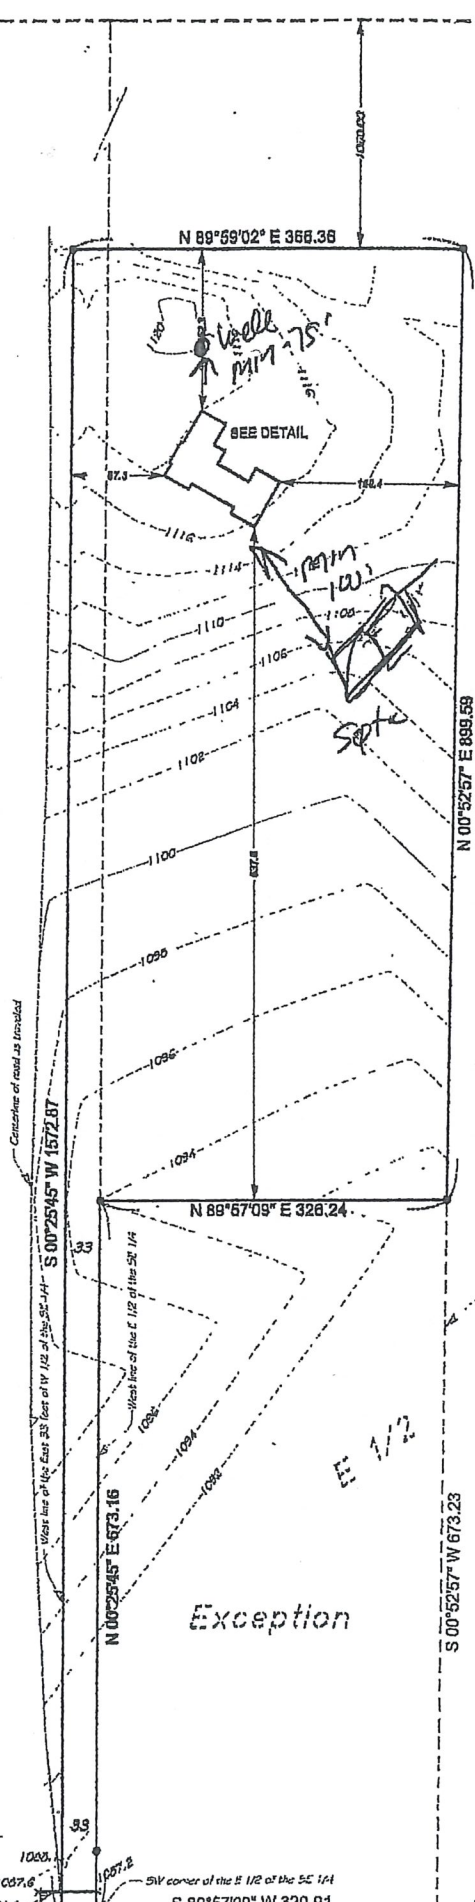 N 89°59'02" E 366.36
1120
Well
min 75'
1116
SEE DETAIL
1116
1114
Min
100'
1110
1108
1106
1104
1102
1100
N 00°52'57" E 899.59
1096
1094
Centerline of road as traveled
S 00°25'45" W 1572.87
N 89°57'09" E 326.24
33
West line of the East 33 feet of W 1/2 of the SE 1/4
West line of the E 1/2 of the SE 1/4
1094
1093
E 1/2
N 00°25'45" E 673.16
S 00°52'57" W 673.23
Exception
33
1087.6
1087.2
SW corner of the E 1/2 of the SE 1/4